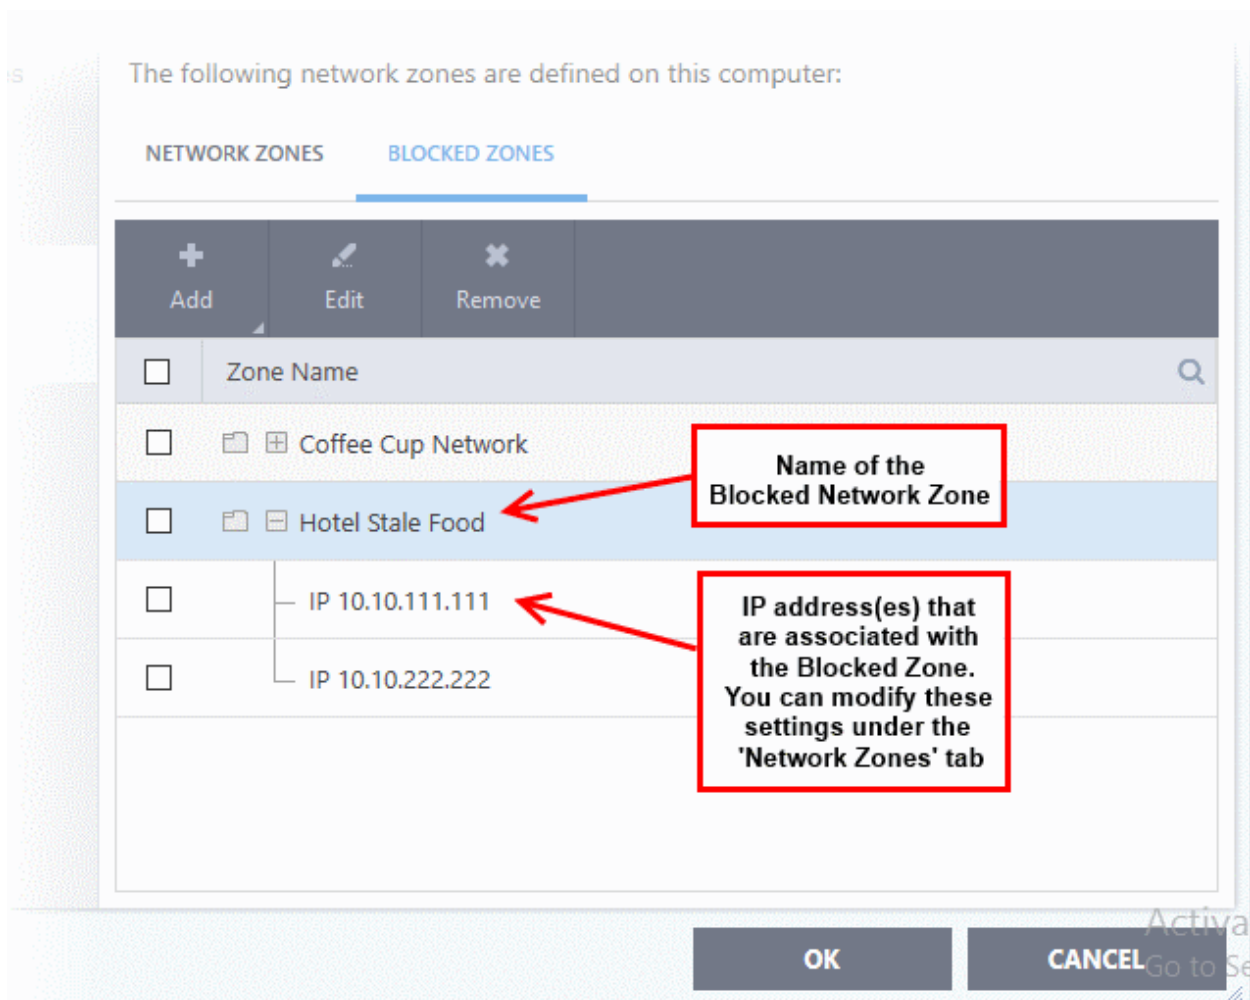 The following network zones are defined on this computer:
NETWORK ZONES BLOCKED ZONES
Add Edit Remove
Zone Name
Coffee Cup Network
Name of the
Blocked Network Zone
Hotel Stale Food
IP 10.10.111.111
IP address(es) that
are associated with
the Blocked Zone.
You can modify these
settings under the
'Network Zones' tab
IP 10.10.222.222
OK CANCEL
Go to